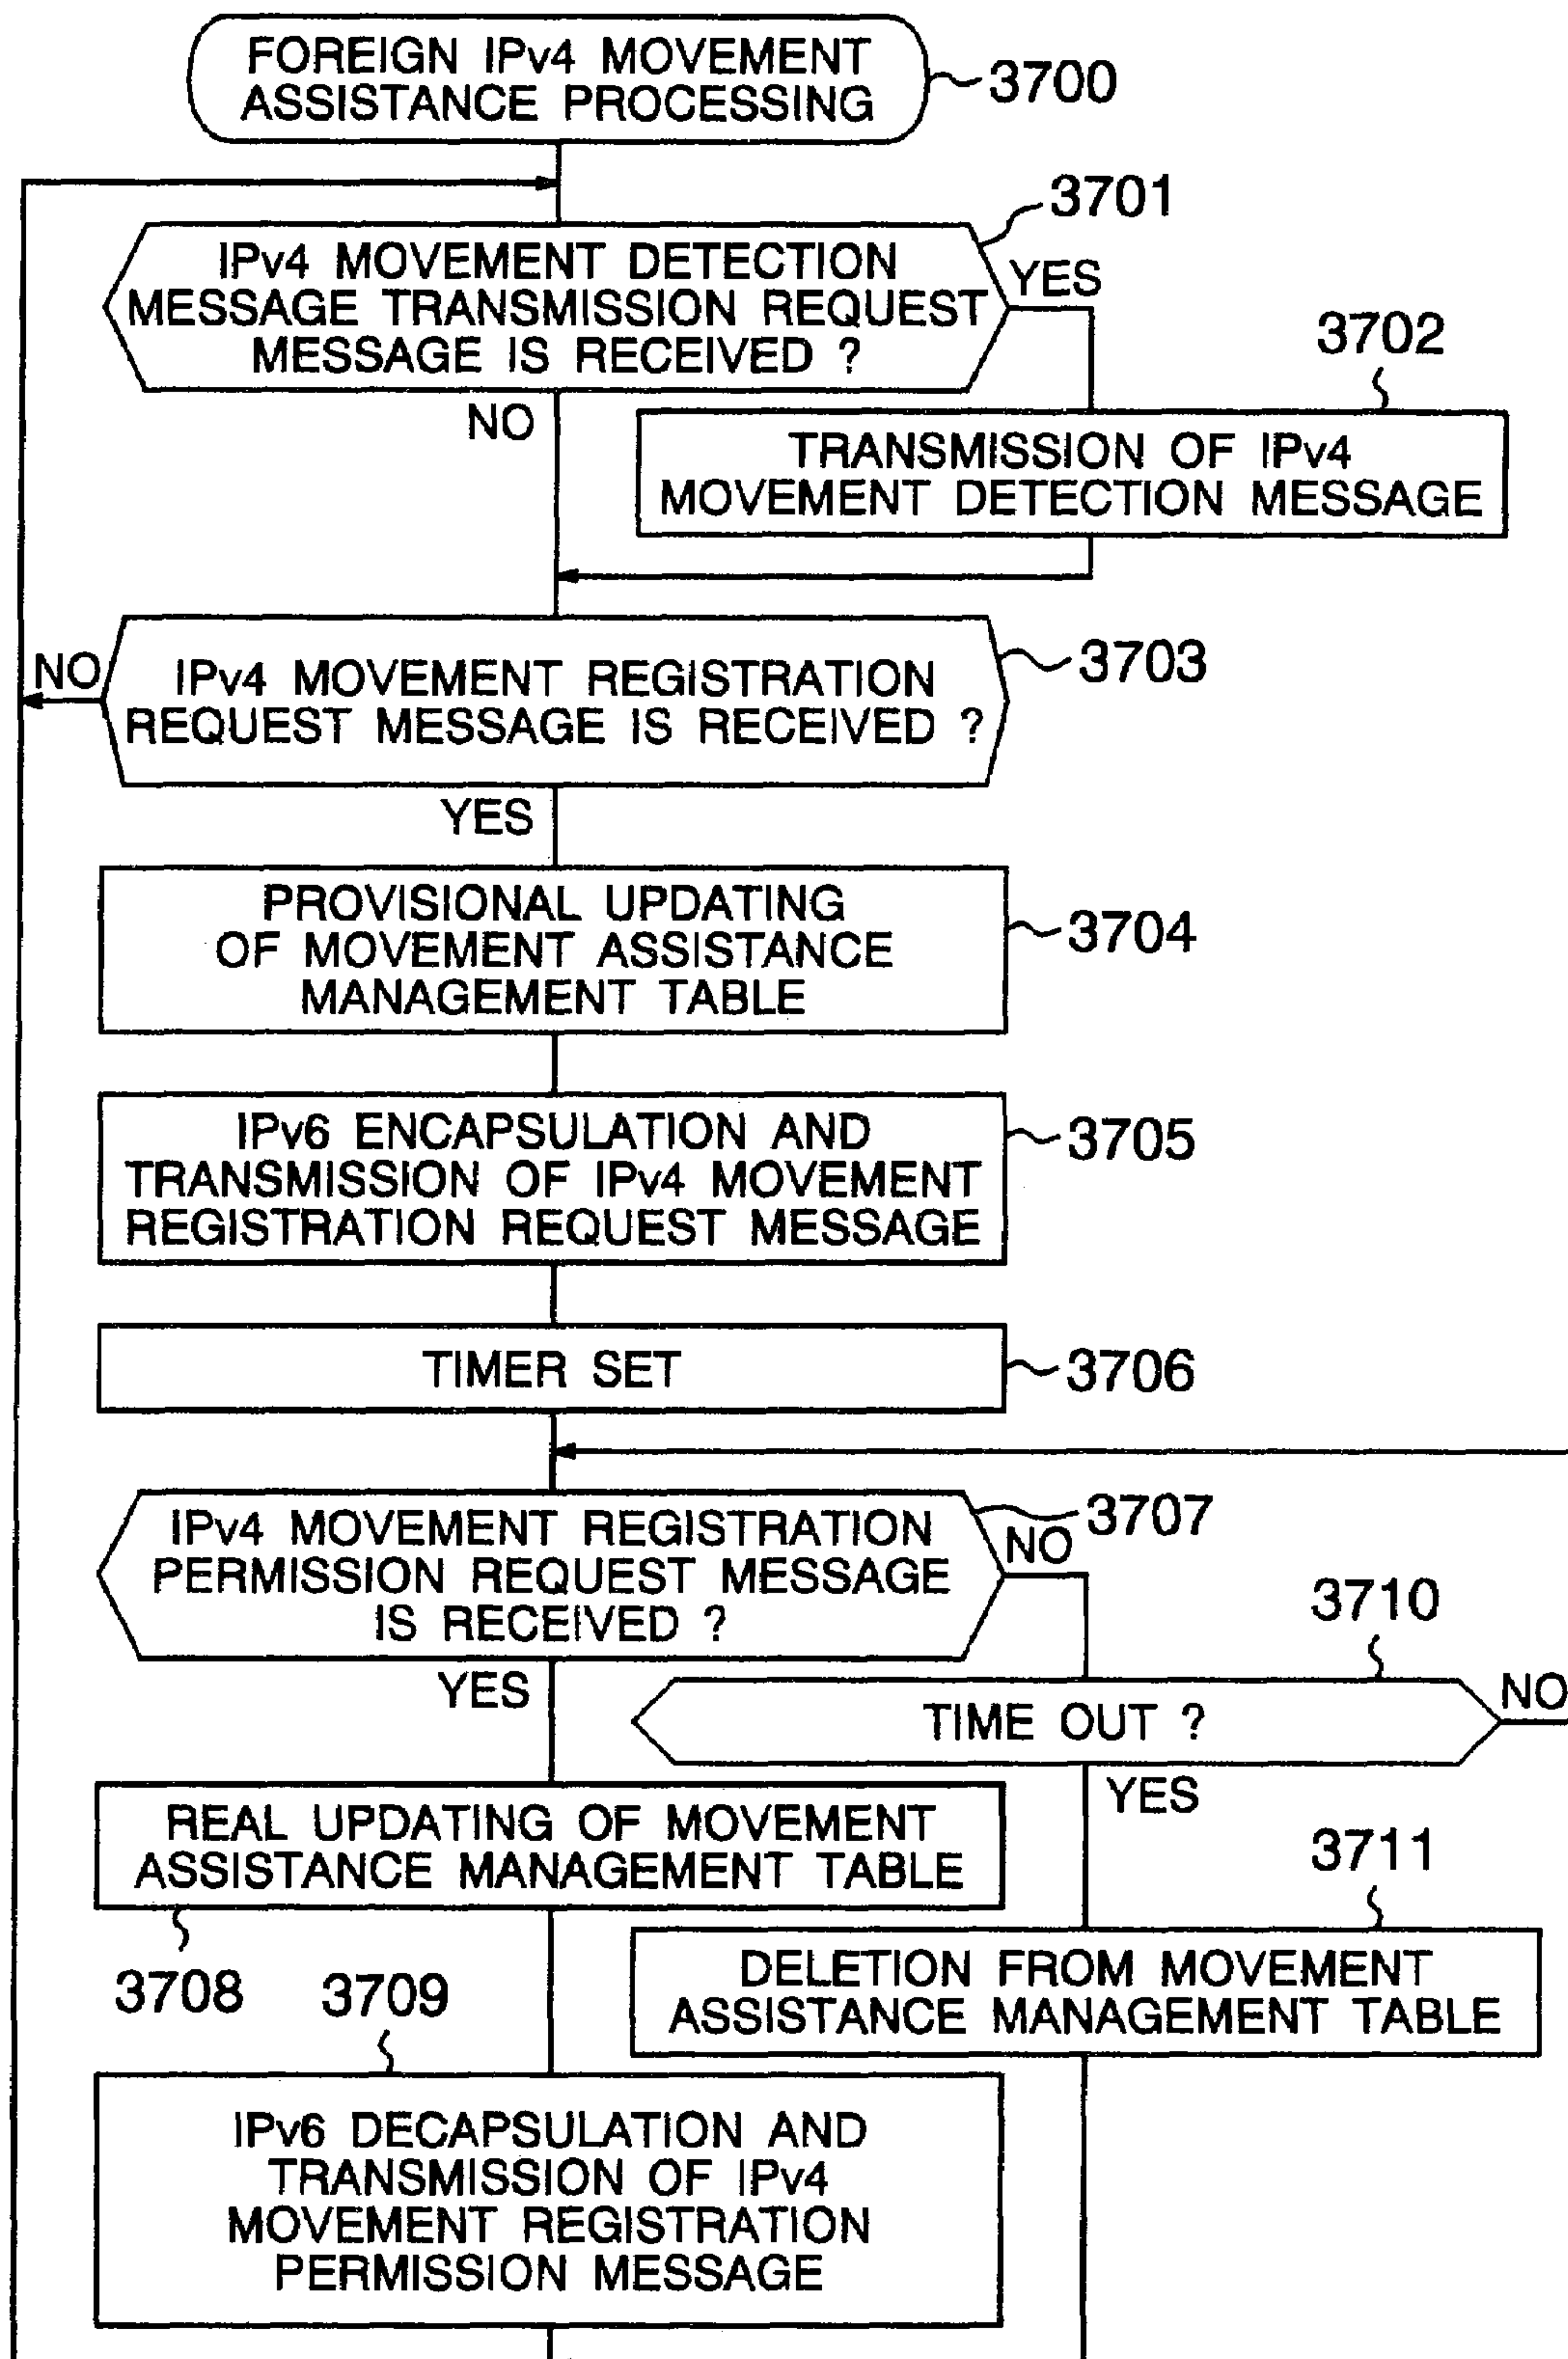 FOREIGN IPv4 MOVEMENT
ASSISTANCE PROCESSING
3700
3701
IPv4 MOVEMENT DETECTION
MESSAGE TRANSMISSION REQUEST
MESSAGE IS RECEIVED ?
YES
NO
3702
TRANSMISSION OF IPv4
MOVEMENT DETECTION MESSAGE
NO
IPv4 MOVEMENT REGISTRATION
REQUEST MESSAGE IS RECEIVED ?
3703
YES
PROVISIONAL UPDATING
OF MOVEMENT ASSISTANCE
MANAGEMENT TABLE
3704
IPv6 ENCAPSULATION AND
TRANSMISSION OF IPv4 MOVEMENT
REGISTRATION REQUEST MESSAGE
3705
TIMER SET
3706
IPv4 MOVEMENT REGISTRATION
PERMISSION REQUEST MESSAGE
IS RECEIVED ?
3707
NO
YES
3710
TIME OUT ?
NO
YES
REAL UPDATING OF MOVEMENT
ASSISTANCE MANAGEMENT TABLE
3708
3711
DELETION FROM MOVEMENT
ASSISTANCE MANAGEMENT TABLE
3709
IPv6 DECAPSULATION AND
TRANSMISSION OF IPv4
MOVEMENT REGISTRATION
PERMISSION MESSAGE